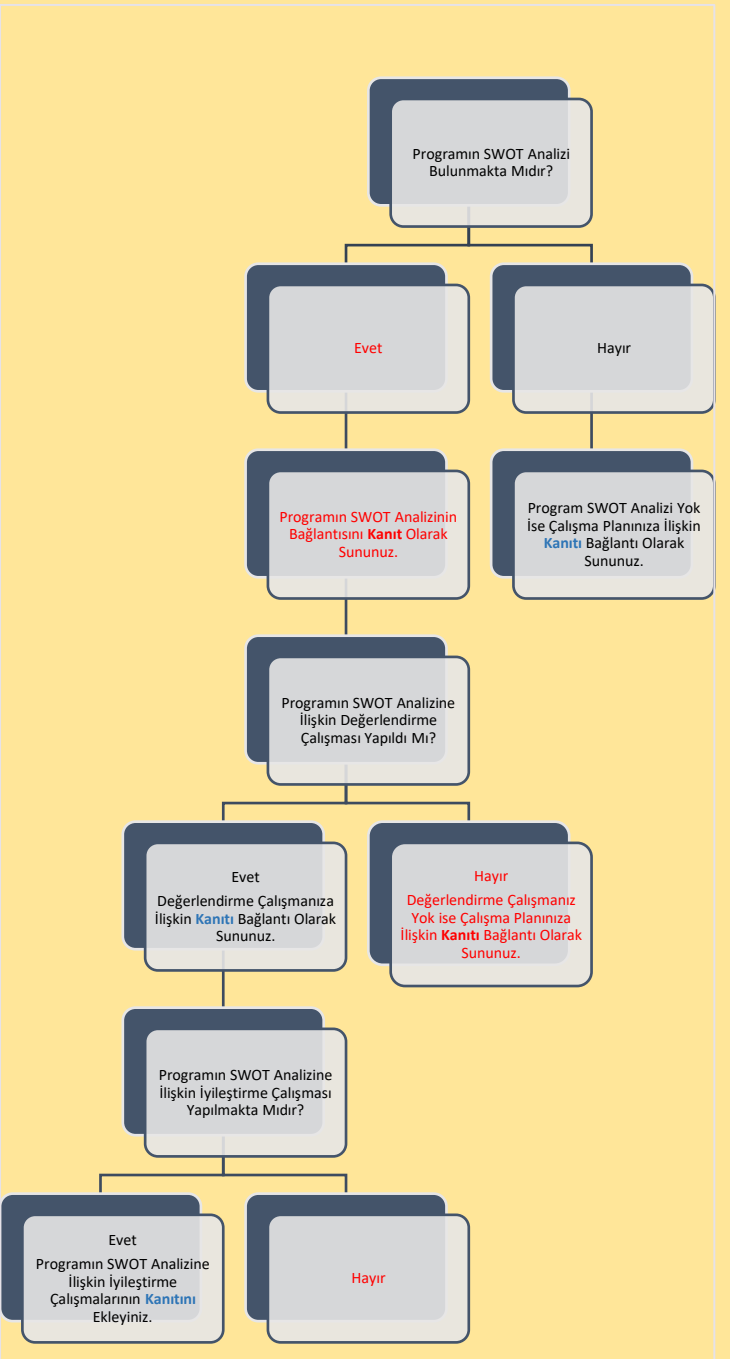 Programın SWOT Analizi
Bulunmakta Mıdır?
Evet
Hayır
Programın SWOT Analizinin
Bağlantısını Kanıt Olarak
Sununuz.
Program SWOT Analizi Yok
İse Çalışma Planınıza İlişkin
Kanıtı Bağlantı Olarak
Sununuz.
Programın SWOT Analizine
İlişkin Değerlendirme
Çalışması Yapıldı Mı?
Evet
Değerlendirme Çalışmanıza
İlişkin Kanıtı Bağlantı Olarak
Sununuz.
Hayır
Değerlendirme Çalışmanız
Yok ise Çalışma Planınıza
İlişkin Kanıtı Bağlantı Olarak
Sununuz.
Programın SWOT Analizine
İlişkin İyileştirme Çalışması
Yapılmakta Mıdır?
Evet
Programın SWOT Analizine
İlişkin İyileştirme
Çalışmalarının Kanıtını
Ekleyiniz.
Hayır